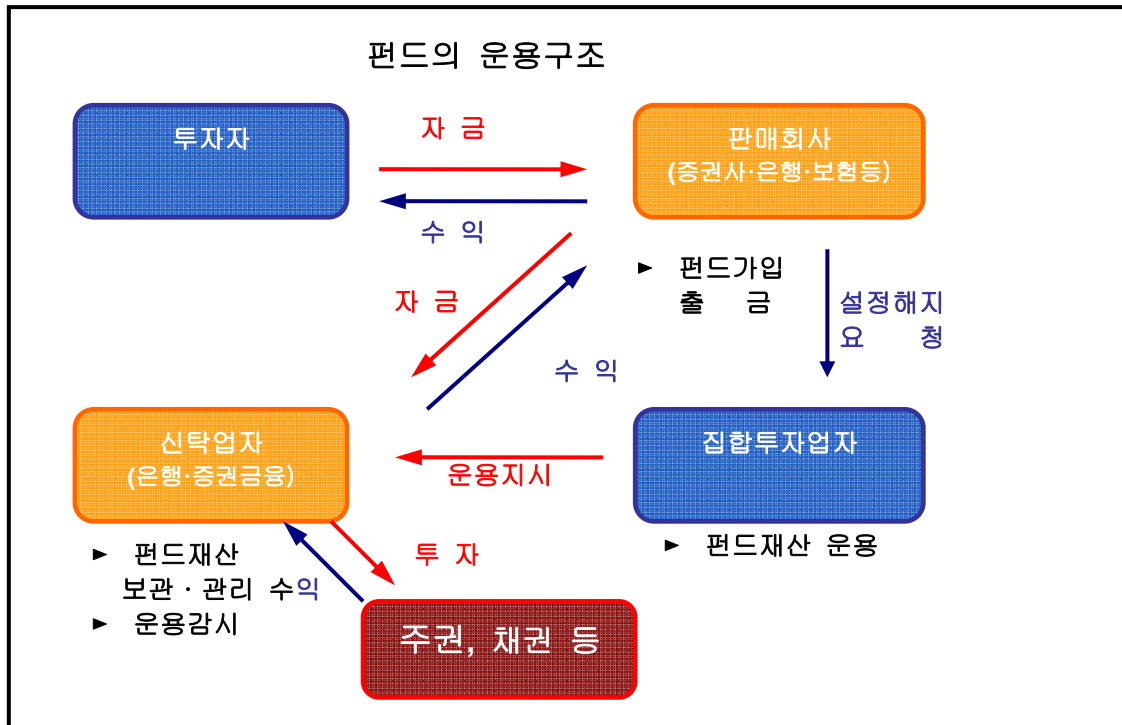 펀드의 운용구조
투자자
자 금
판매회사
(증권사·은행·보험등)
수 익
► 펀드가입
출 금
자 금
설정해지
요 청
수 익
신탁업자
(은행·증권금융)
집합투자업자
운용지시
► 펀드재산
보관·관리 수익
► 운용감시
투 자
► 펀드재산 운용
주권, 채권 등